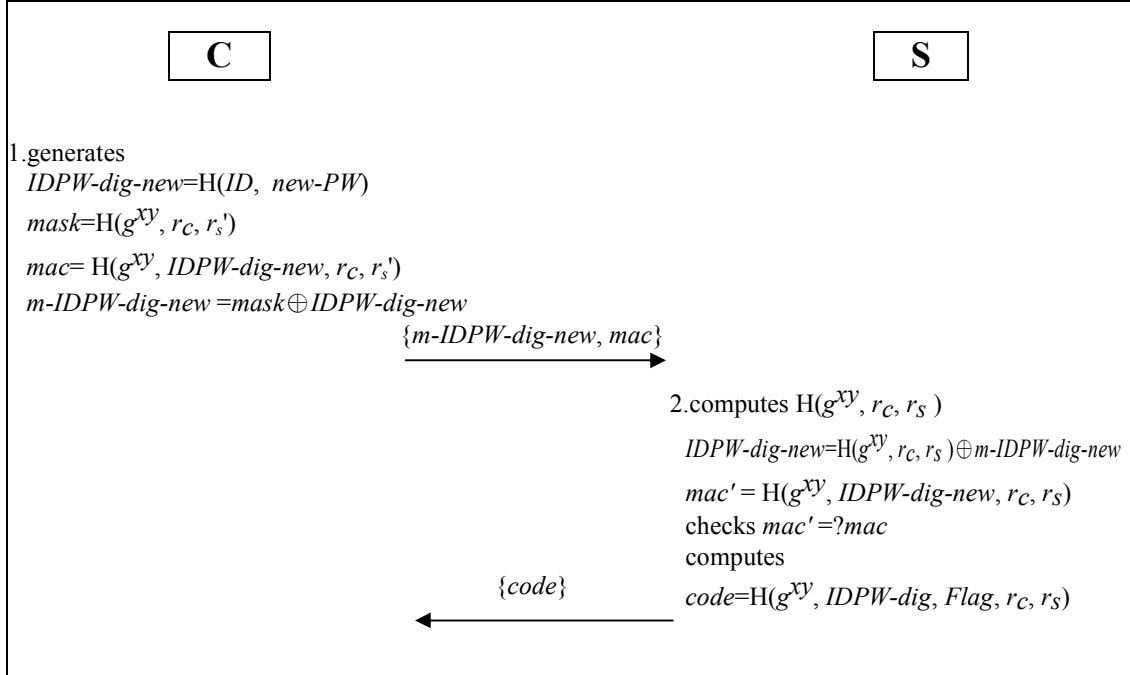 C
S
1.generates
IDPW-dig-new=H(ID, new-PW)
mask=H(g^xy, r_C, r_s')
mac= H(g^xy, IDPW-dig-new, r_C, r_s')
m-IDPW-dig-new =mask⊕IDPW-dig-new
{m-IDPW-dig-new, mac}
2.computes H(g^xy, r_C, r_S )
IDPW-dig-new=H(g^xy, r_C, r_S )⊕m-IDPW-dig-new
mac' = H(g^xy, IDPW-dig-new, r_C, r_S)
checks mac' =?mac
computes
{code}
code=H(g^xy, IDPW-dig, Flag, r_C, r_S)